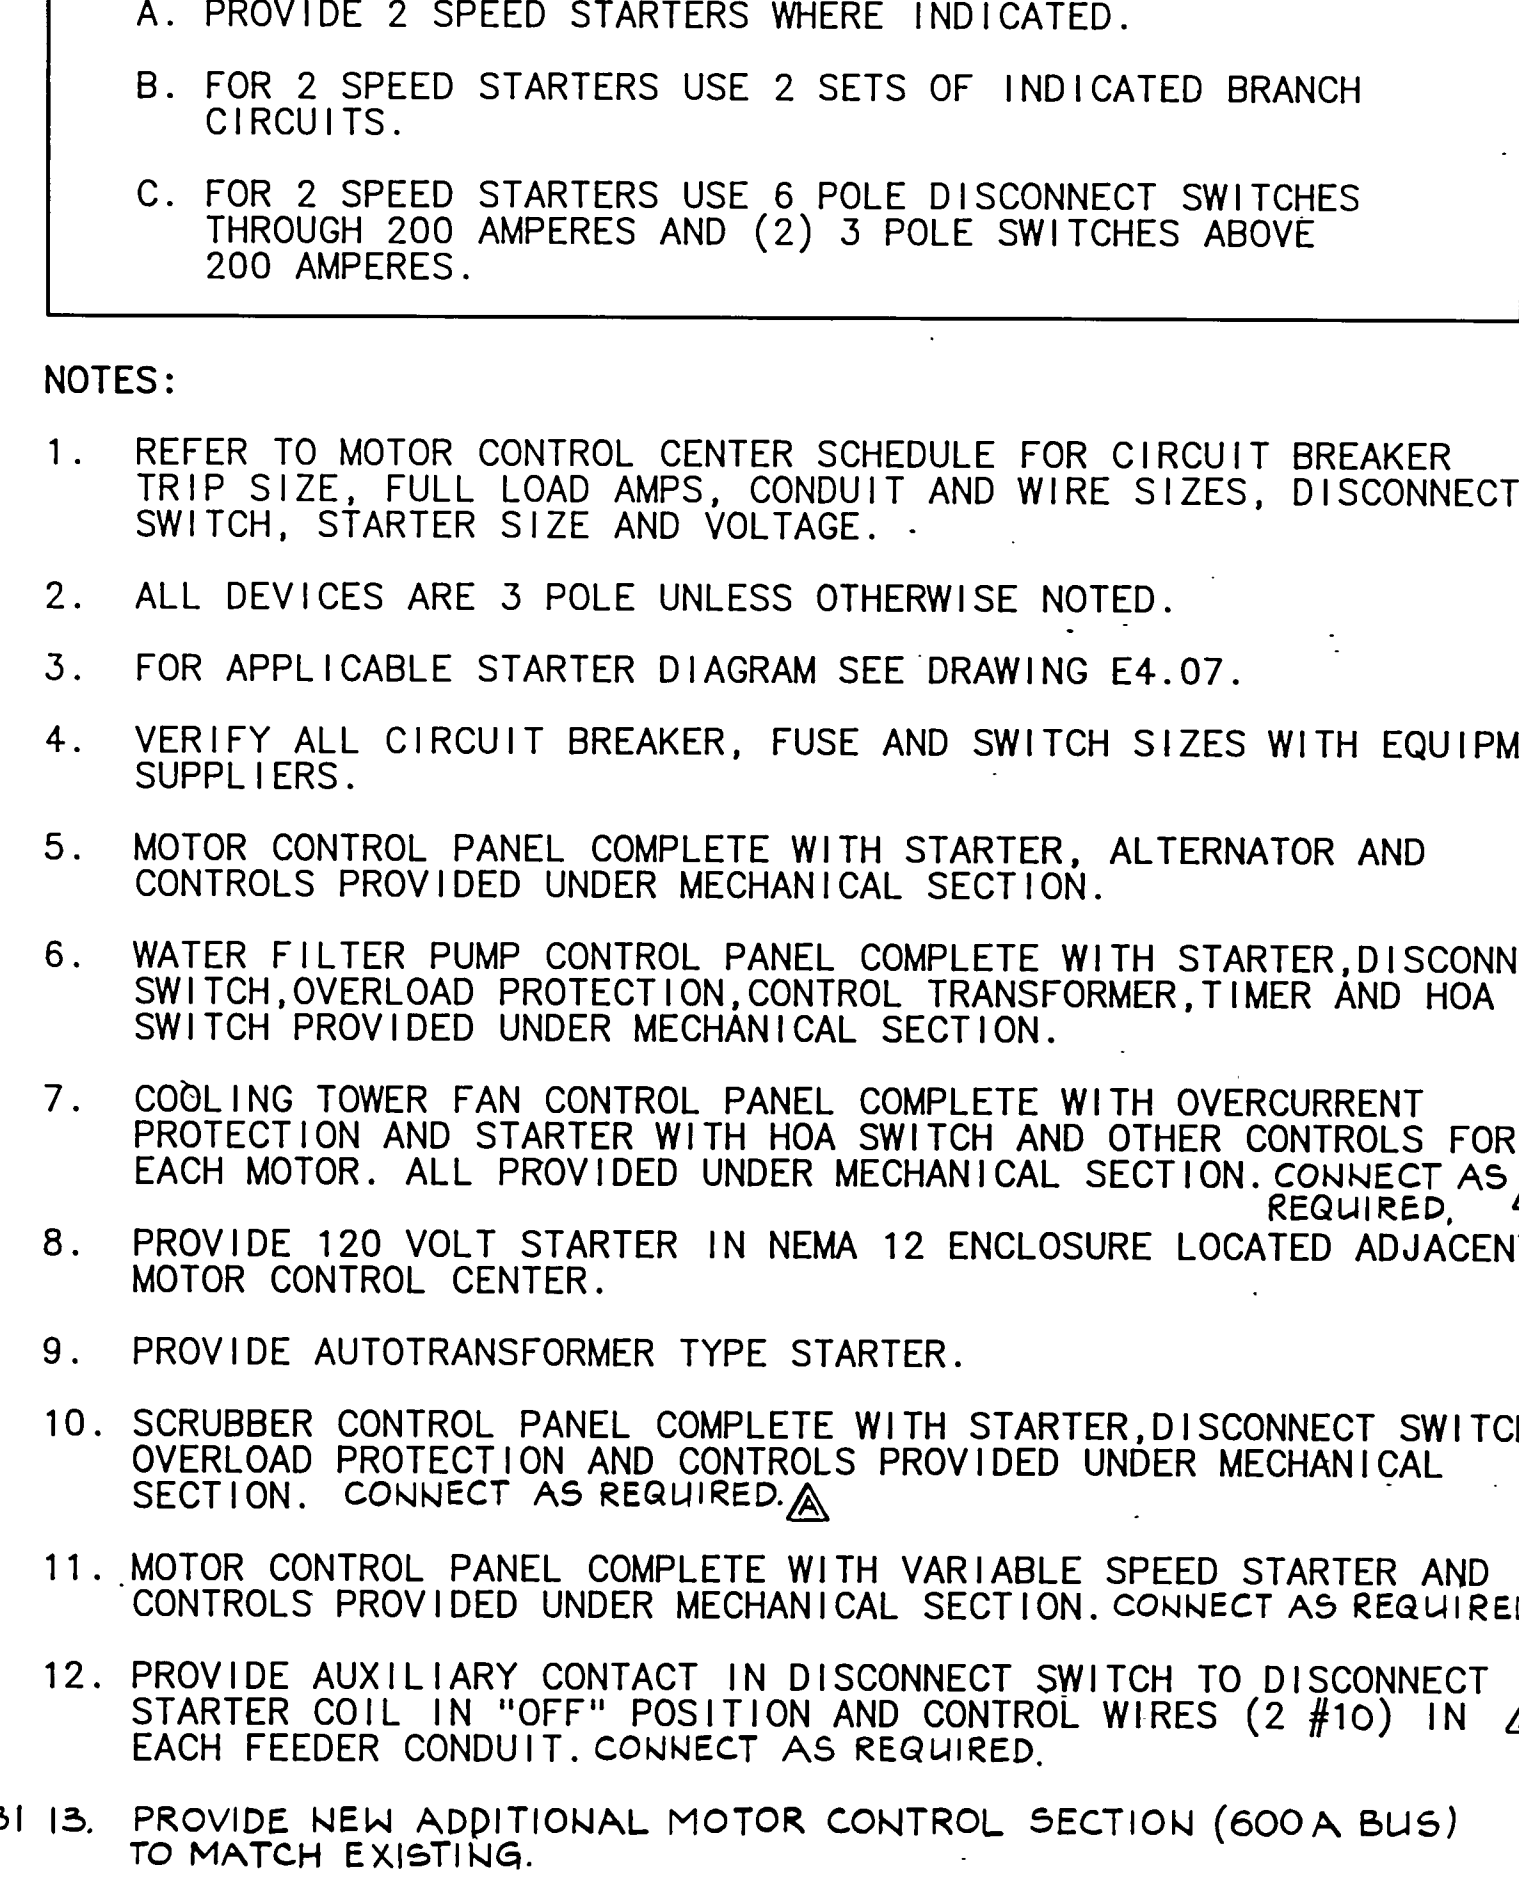 A. PROVIDE 2 SPEED STARTERS WHERE INDICATED.
B. FOR 2 SPEED STARTERS USE 2 SETS OF INDICATED BRANCH
CIRCUITS.
C. FOR 2 SPEED STARTERS USE 6 POLE DISCONNECT SWITCHES
THROUGH 200 AMPERES AND (2) 3 POLE SWITCHES ABOVE
200 AMPERES.
NOTES:
1. REFER TO MOTOR CONTROL CENTER SCHEDULE FOR CIRCUIT BREAKER
TRIP SIZE, FULL LOAD AMPS, CONDUIT AND WIRE SIZES, DISCONNECT
SWITCH, STARTER SIZE AND VOLTAGE.
2. ALL DEVICES ARE 3 POLE UNLESS OTHERWISE NOTED.
3. FOR APPLICABLE STARTER DIAGRAM SEE DRAWING E4.07.
4. VERIFY ALL CIRCUIT BREAKER, FUSE AND SWITCH SIZES WITH EQUIPM
SUPPLIERS.
5. MOTOR CONTROL PANEL COMPLETE WITH STARTER, ALTERNATOR AND
CONTROLS PROVIDED UNDER MECHANICAL SECTION.
6. WATER FILTER PUMP CONTROL PANEL COMPLETE WITH STARTER,DISCONN
SWITCH,OVERLOAD PROTECTION,CONTROL TRANSFORMER,TIMER AND HOA
SWITCH PROVIDED UNDER MECHANICAL SECTION.
7. COOLING TOWER FAN CONTROL PANEL COMPLETE WITH OVERCURRENT
PROTECTION AND STARTER WITH HOA SWITCH AND OTHER CONTROLS FOR
EACH MOTOR. ALL PROVIDED UNDER MECHANICAL SECTION. CONNECT AS
REQUIRED.
8. PROVIDE 120 VOLT STARTER IN NEMA 12 ENCLOSURE LOCATED ADJACEN
MOTOR CONTROL CENTER.
9. PROVIDE AUTOTRANSFORMER TYPE STARTER.
10. SCRUBBER CONTROL PANEL COMPLETE WITH STARTER,DISCONNECT SWITC
OVERLOAD PROTECTION AND CONTROLS PROVIDED UNDER MECHANICAL
SECTION. CONNECT AS REQUIRED. A
11. MOTOR CONTROL PANEL COMPLETE WITH VARIABLE SPEED STARTER AND
CONTROLS PROVIDED UNDER MECHANICAL SECTION. CONNECT AS REQUIRE
12. PROVIDE AUXILIARY CONTACT IN DISCONNECT SWITCH TO DISCONNECT
STARTER COIL IN "OFF" POSITION AND CONTROL WIRES (2 #10) IN
EACH FEEDER CONDUIT. CONNECT AS REQUIRED.
13. PROVIDE NEW ADDITIONAL MOTOR CONTROL SECTION (600 A BUS)
TO MATCH EXISTING.